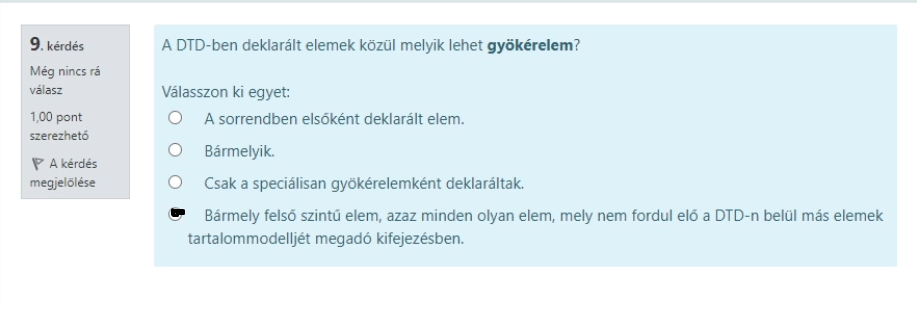 9. kérdés
Még nincs rá
válasz
1,00 pont
szerezhető
A kérdés
megjelölése
A DTD-ben deklarált elemek közül melyik lehet gyökérelem?
Válasszon ki egyet:
A sorrendben elsőként deklarált elem.
Bármelyik.
Csak a speciálisan gyökérelemként deklaráltak.
Bármely felső szintű elem, azaz minden olyan elem, mely nem fordul elő a DTD-n belül más elemek
tartalommodelljét megadó kifejezésben.